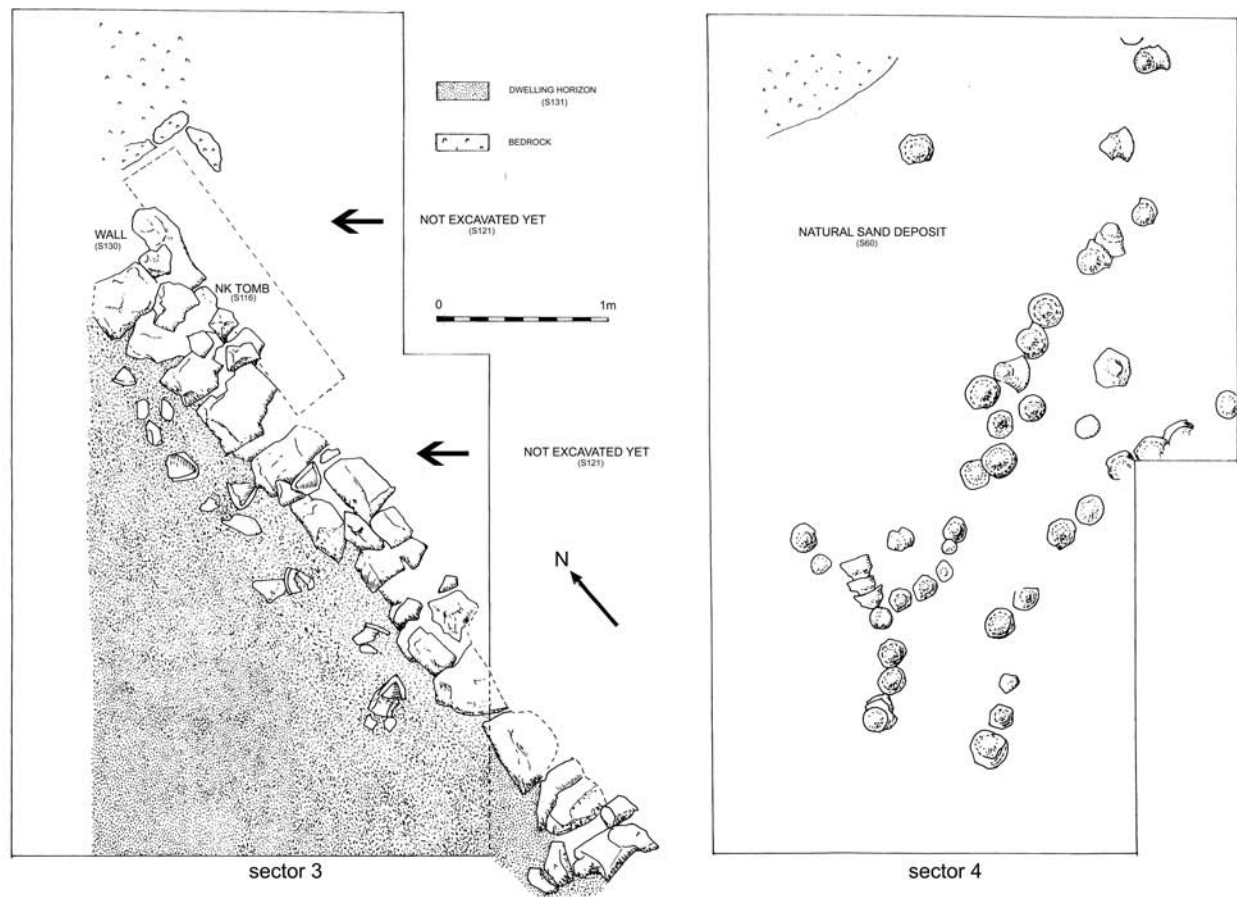 DWELLING HORIZON
(S131)
BEDROCK
NOT EXCAVATED YET
(S121)
WALL
(S130)
NK TOMB
(S116)
0 1m
NOT EXCAVATED YET
(S121)
N
sector 3
NATURAL SAND DEPOSIT
(S60)
sector 4